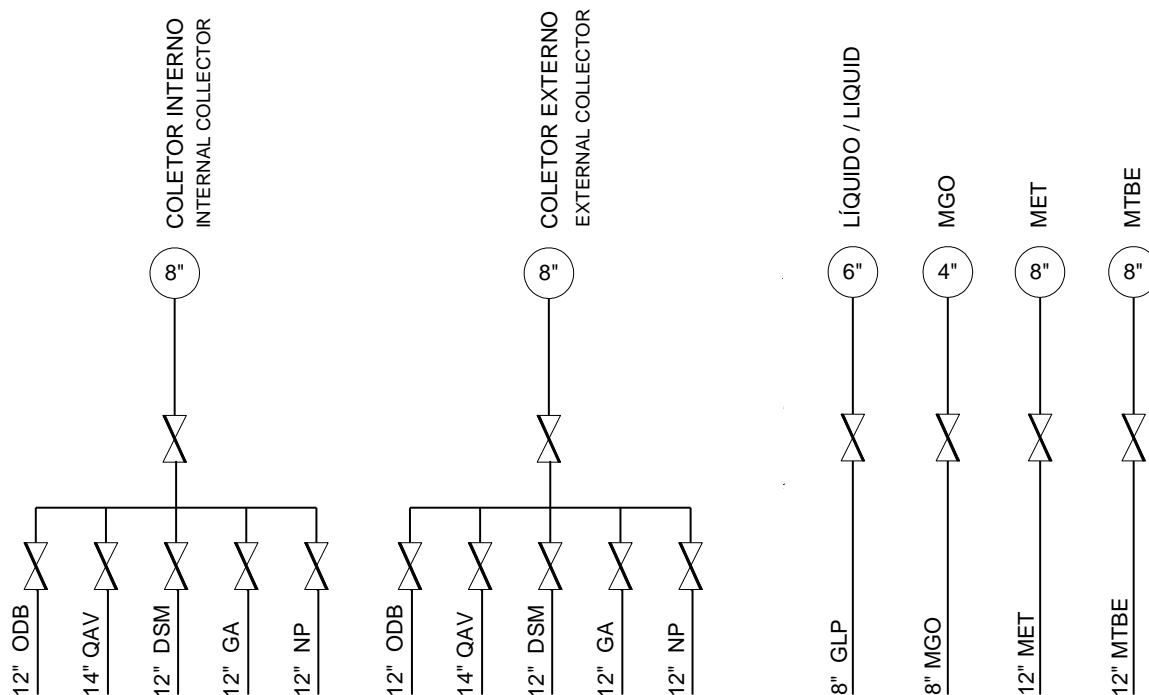 COLETOR INTERNO
INTERNAL COLLECTOR
COLETOR EXTERNO
EXTERNAL COLLECTOR
LÍQUIDO / LIQUID
MGO
MET
MTBE
8"
8"
6"
4"
8"
8"
12" ODB
14" QAV
12" DSM
12" GA
12" NP
12" ODB
14" QAV
12" DSM
12" GA
12" NP
8" GLP
8" MGO
12" MET
12" MTBE